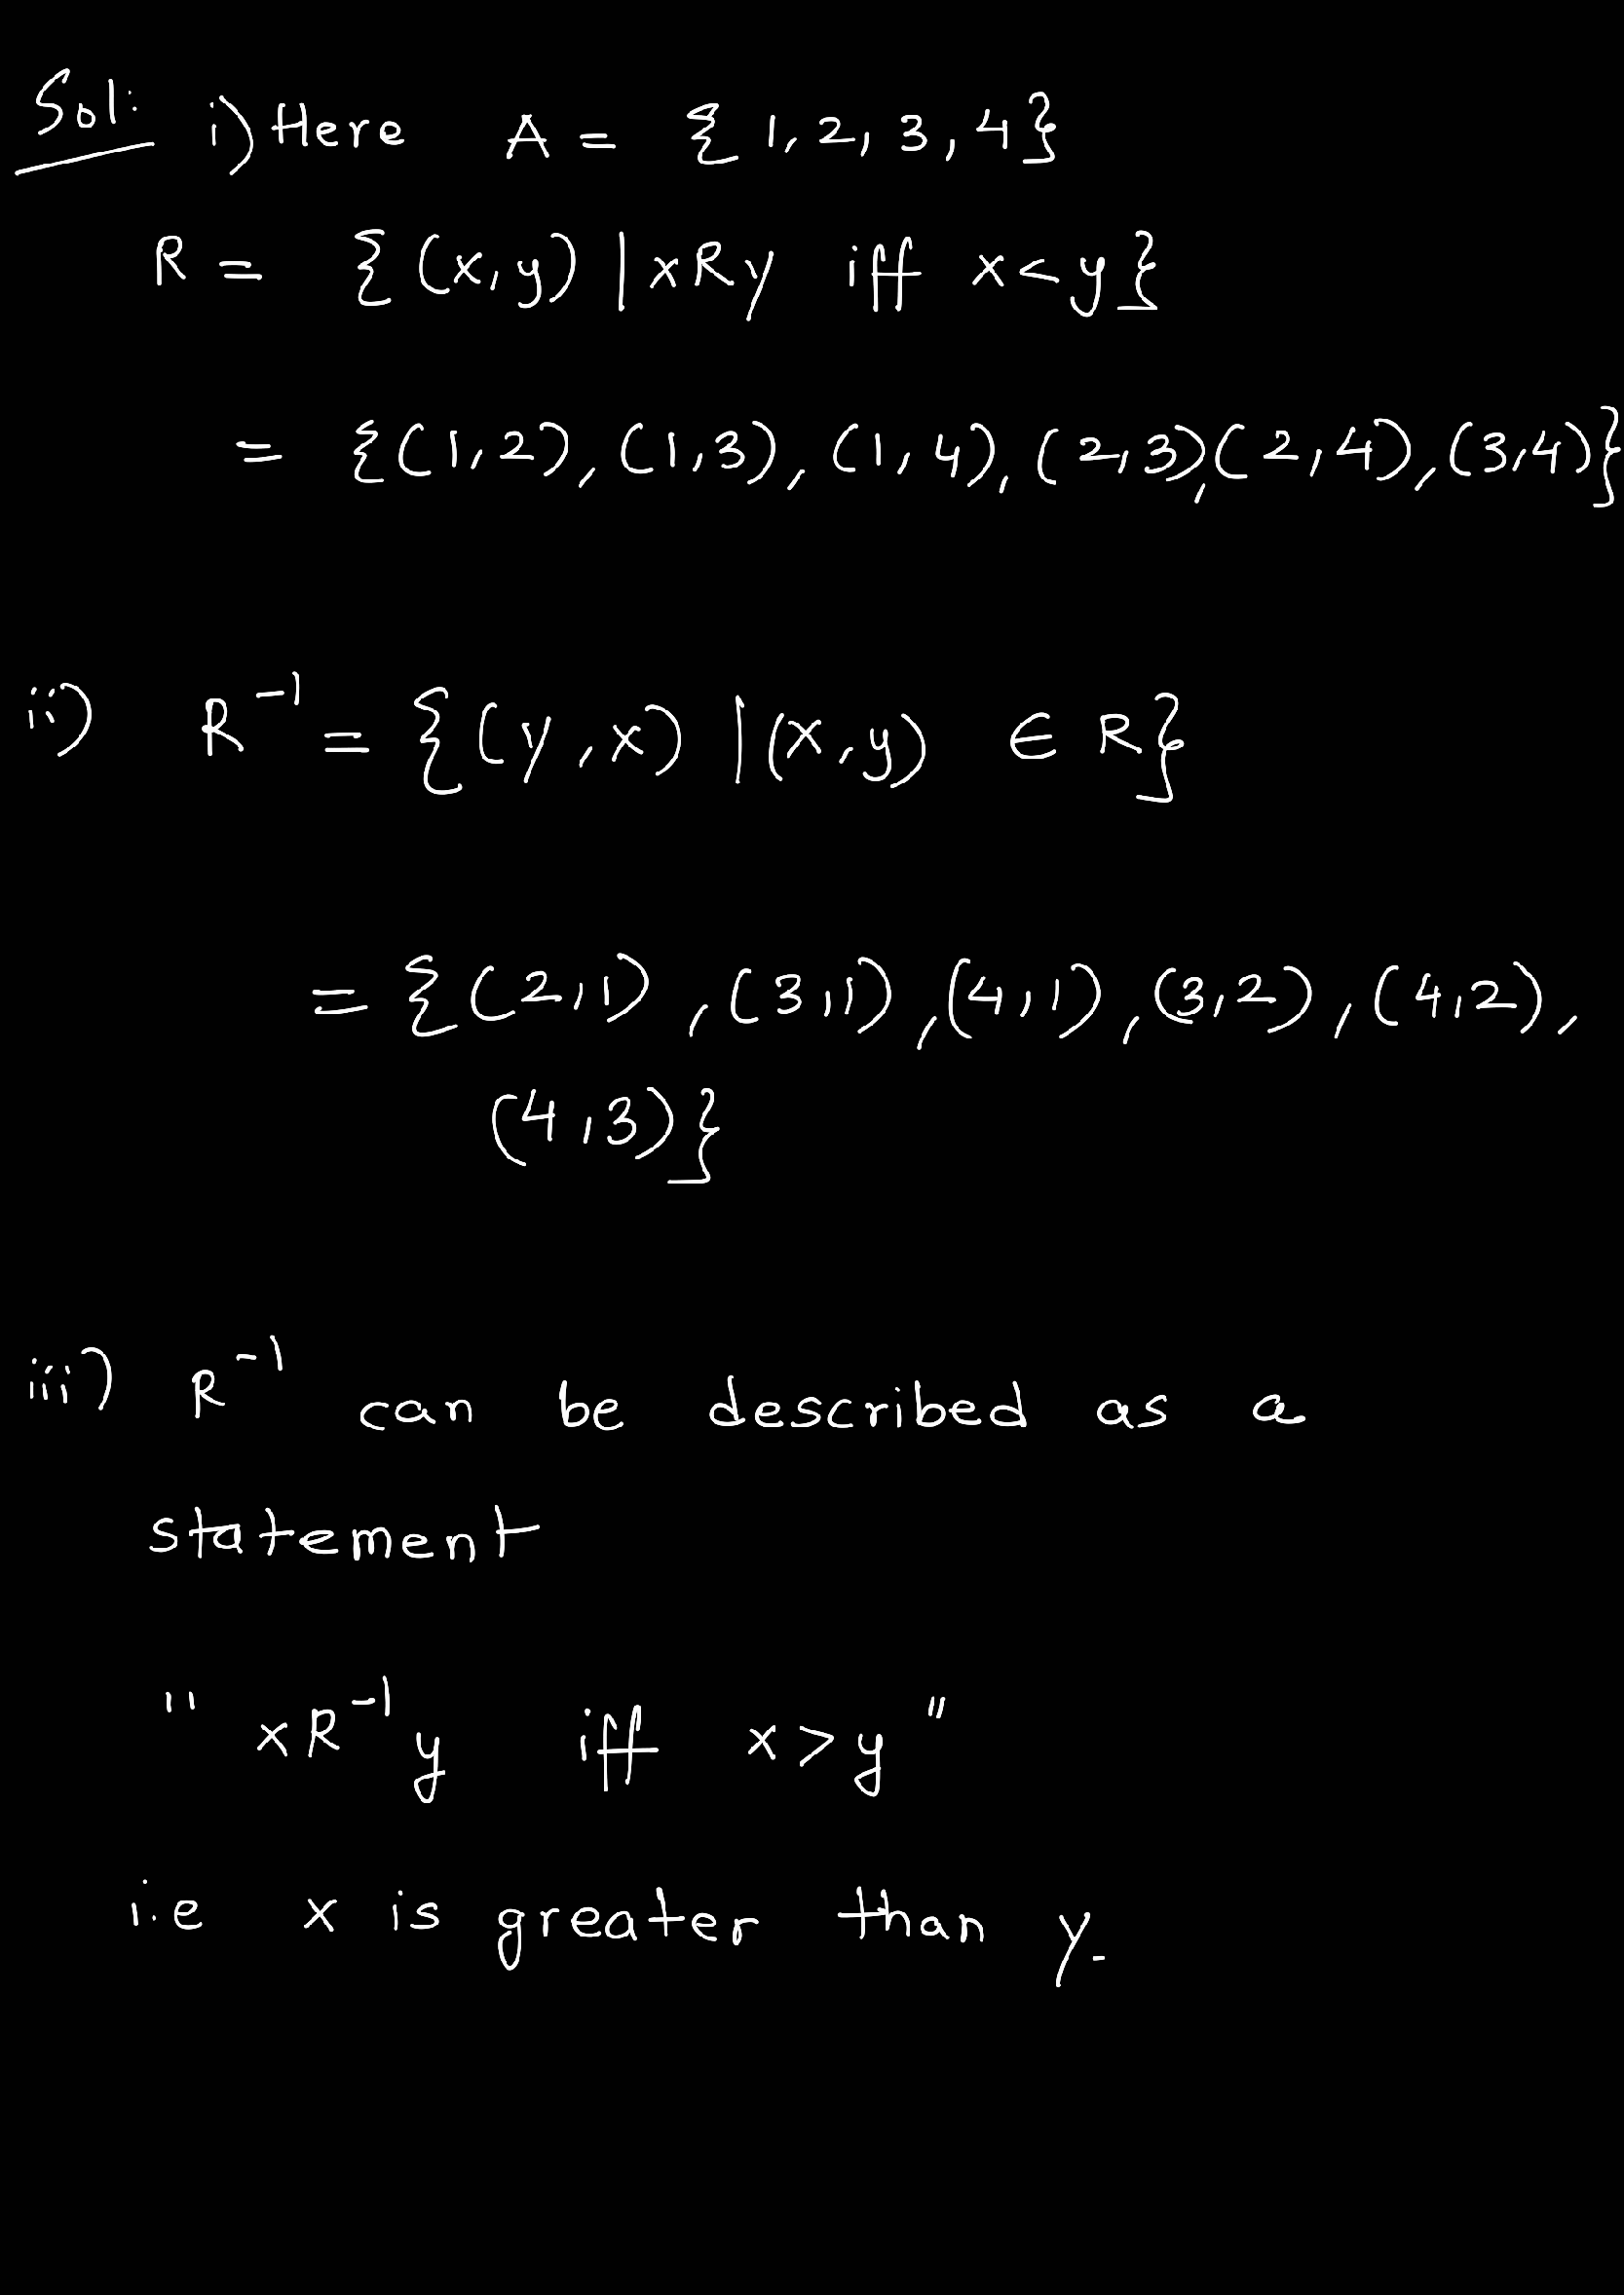 Sol: i) Here A = { 1, 2, 3, 4}
R = { (x,y) | xRy iff x<y}
= {(1,2), (1,3), (1,4), (2,3),(2,4), (3,4)}
ii) R⁻¹ = {(y,x) |(x,y) ∈ R}
= {(2,1), (3,1), (4,1), (3,2), (4,2),
(4,3)}
iii) R⁻¹ can be described as a
statement
" xR⁻¹y iff x>y "
i.e x is greater than y.